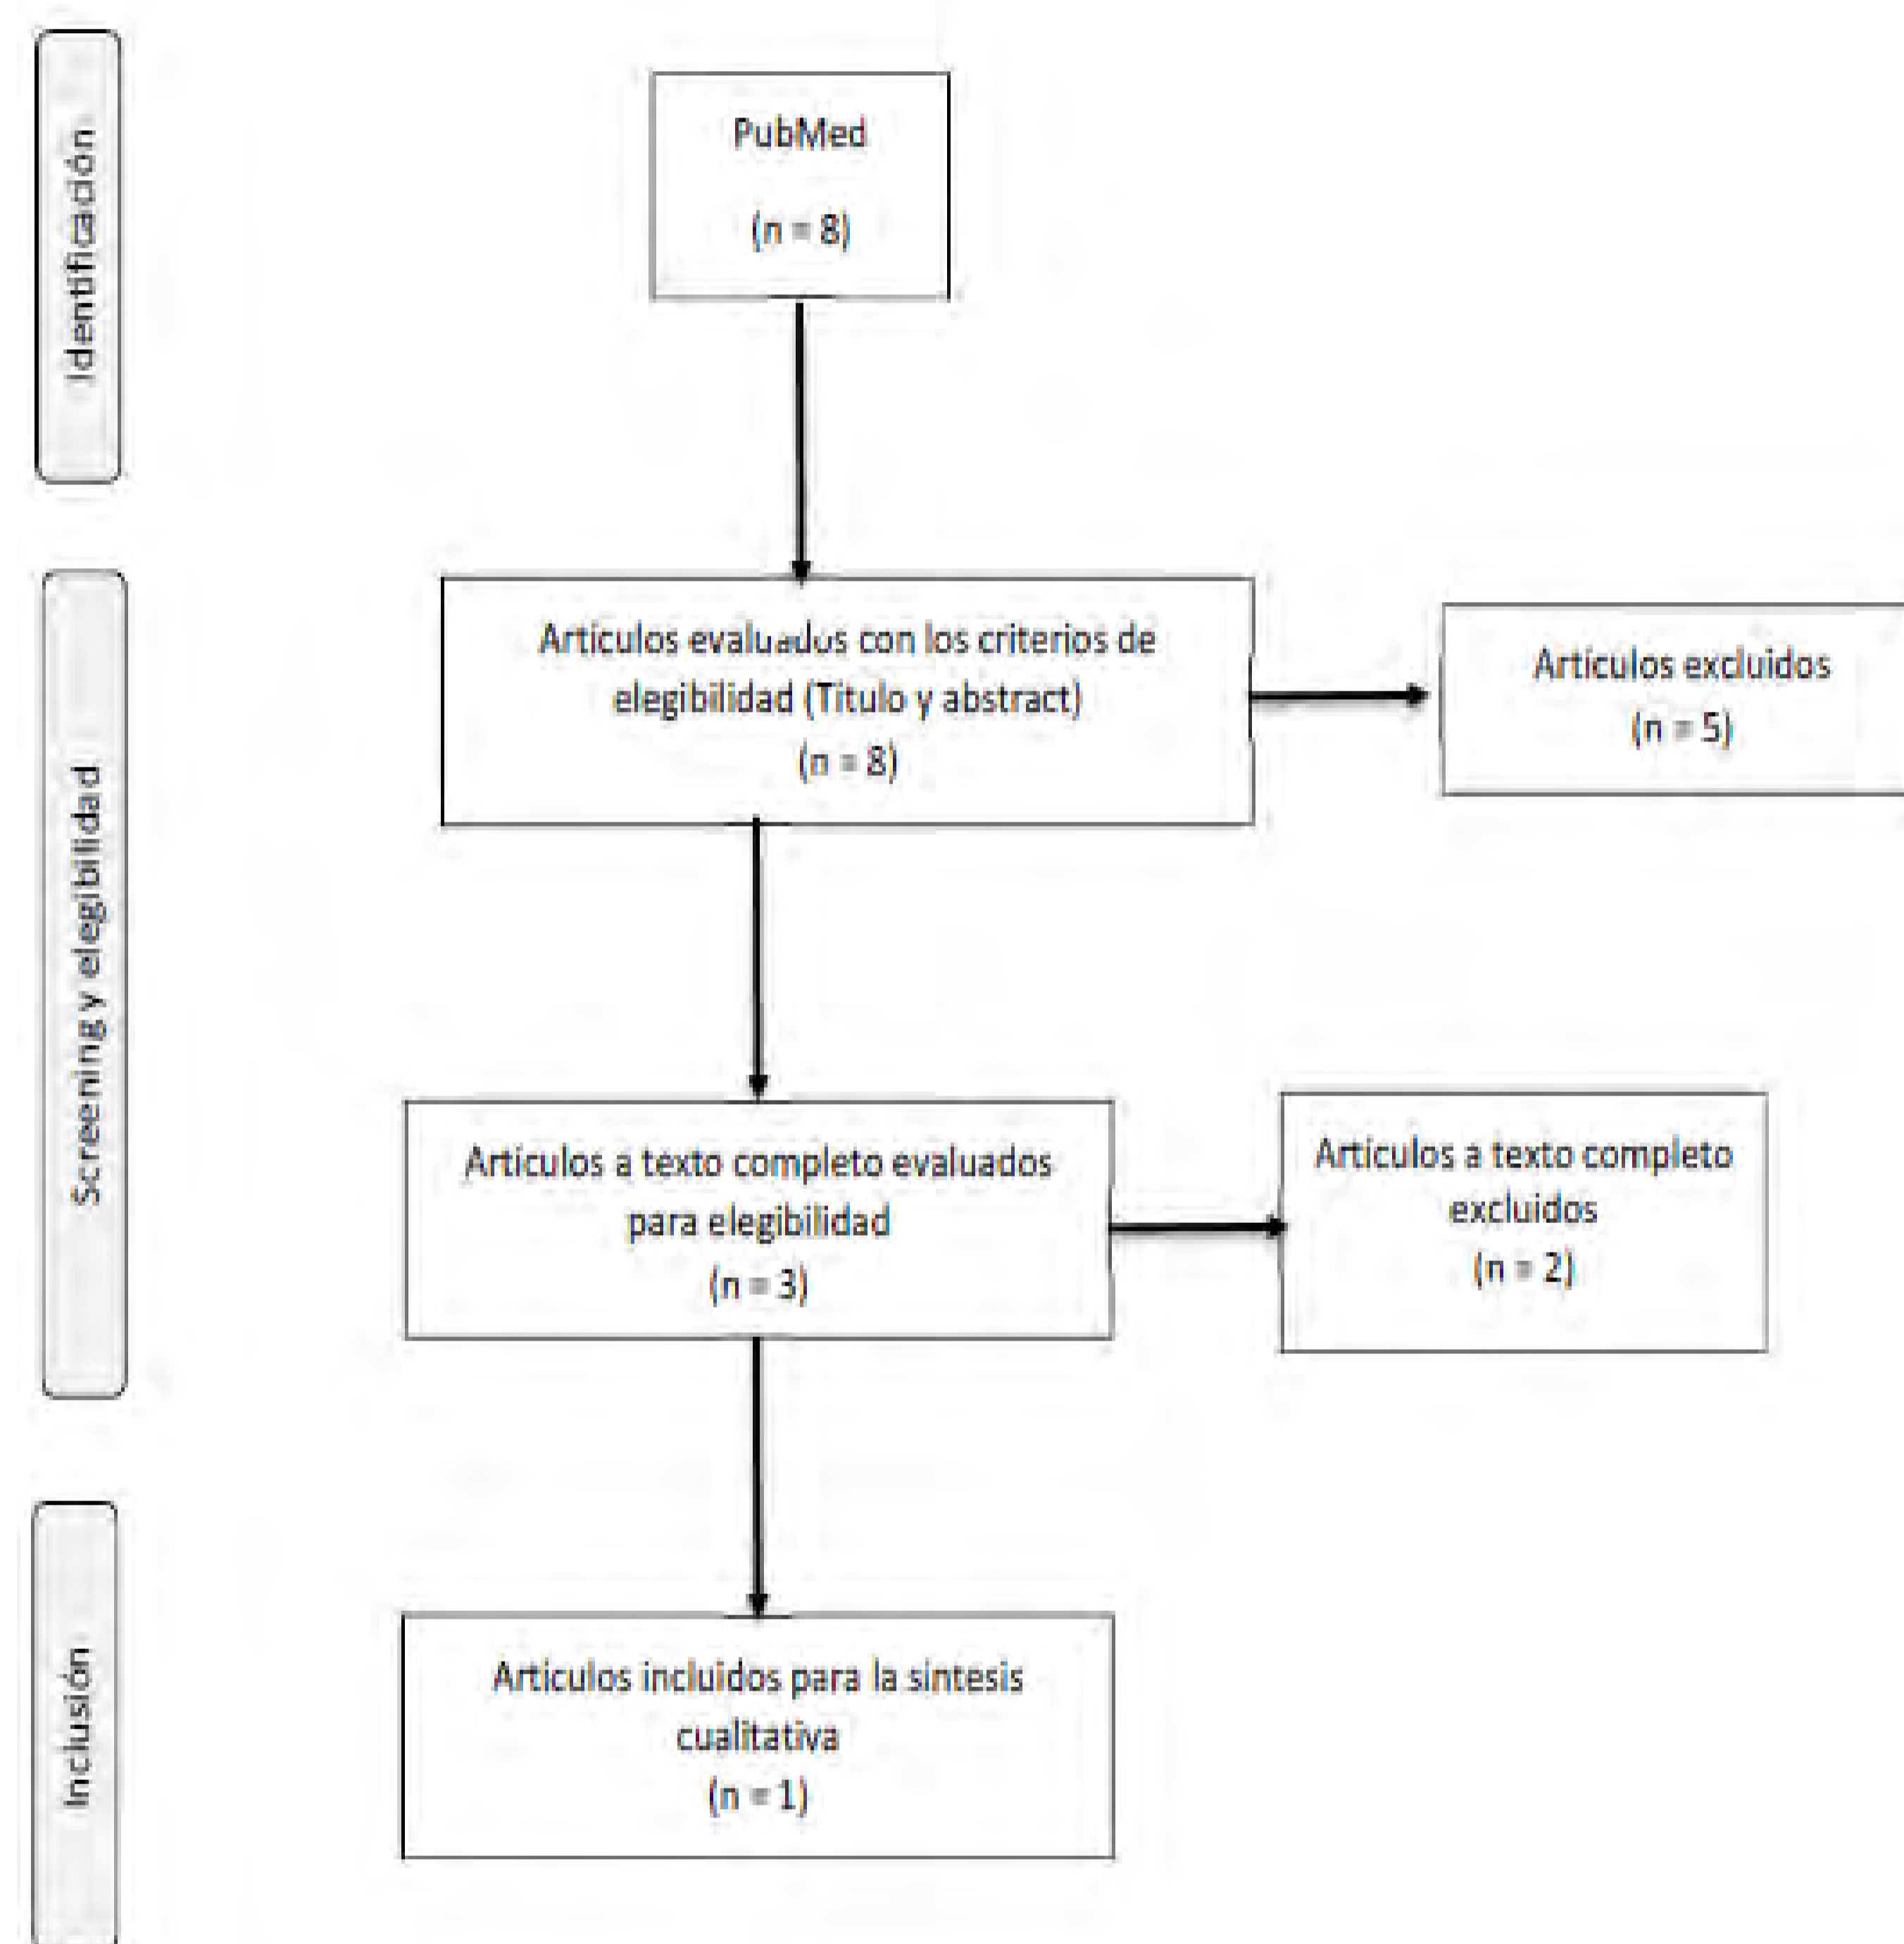 Identificación
PubMed
(n = 8)
Screening y elegibilidad
Artículos evaluados con los criterios de
elegibilidad (Titulo y abstract)
(n = 8)
Artículos excluidos
(n = 5)
Artículos a texto completo evaluados
para elegibilidad
(n = 3)
Artículos a texto completo
excluidos
(n = 2)
Inclusión
Artículos incluidos para la síntesis
cualitativa
(n = 1)